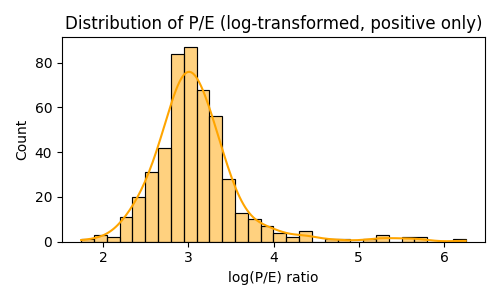 Distribution of P/E (log-transformed, positive only)
80
60
40
20
0
Count
2 3 4 5 6
log(P/E) ratio